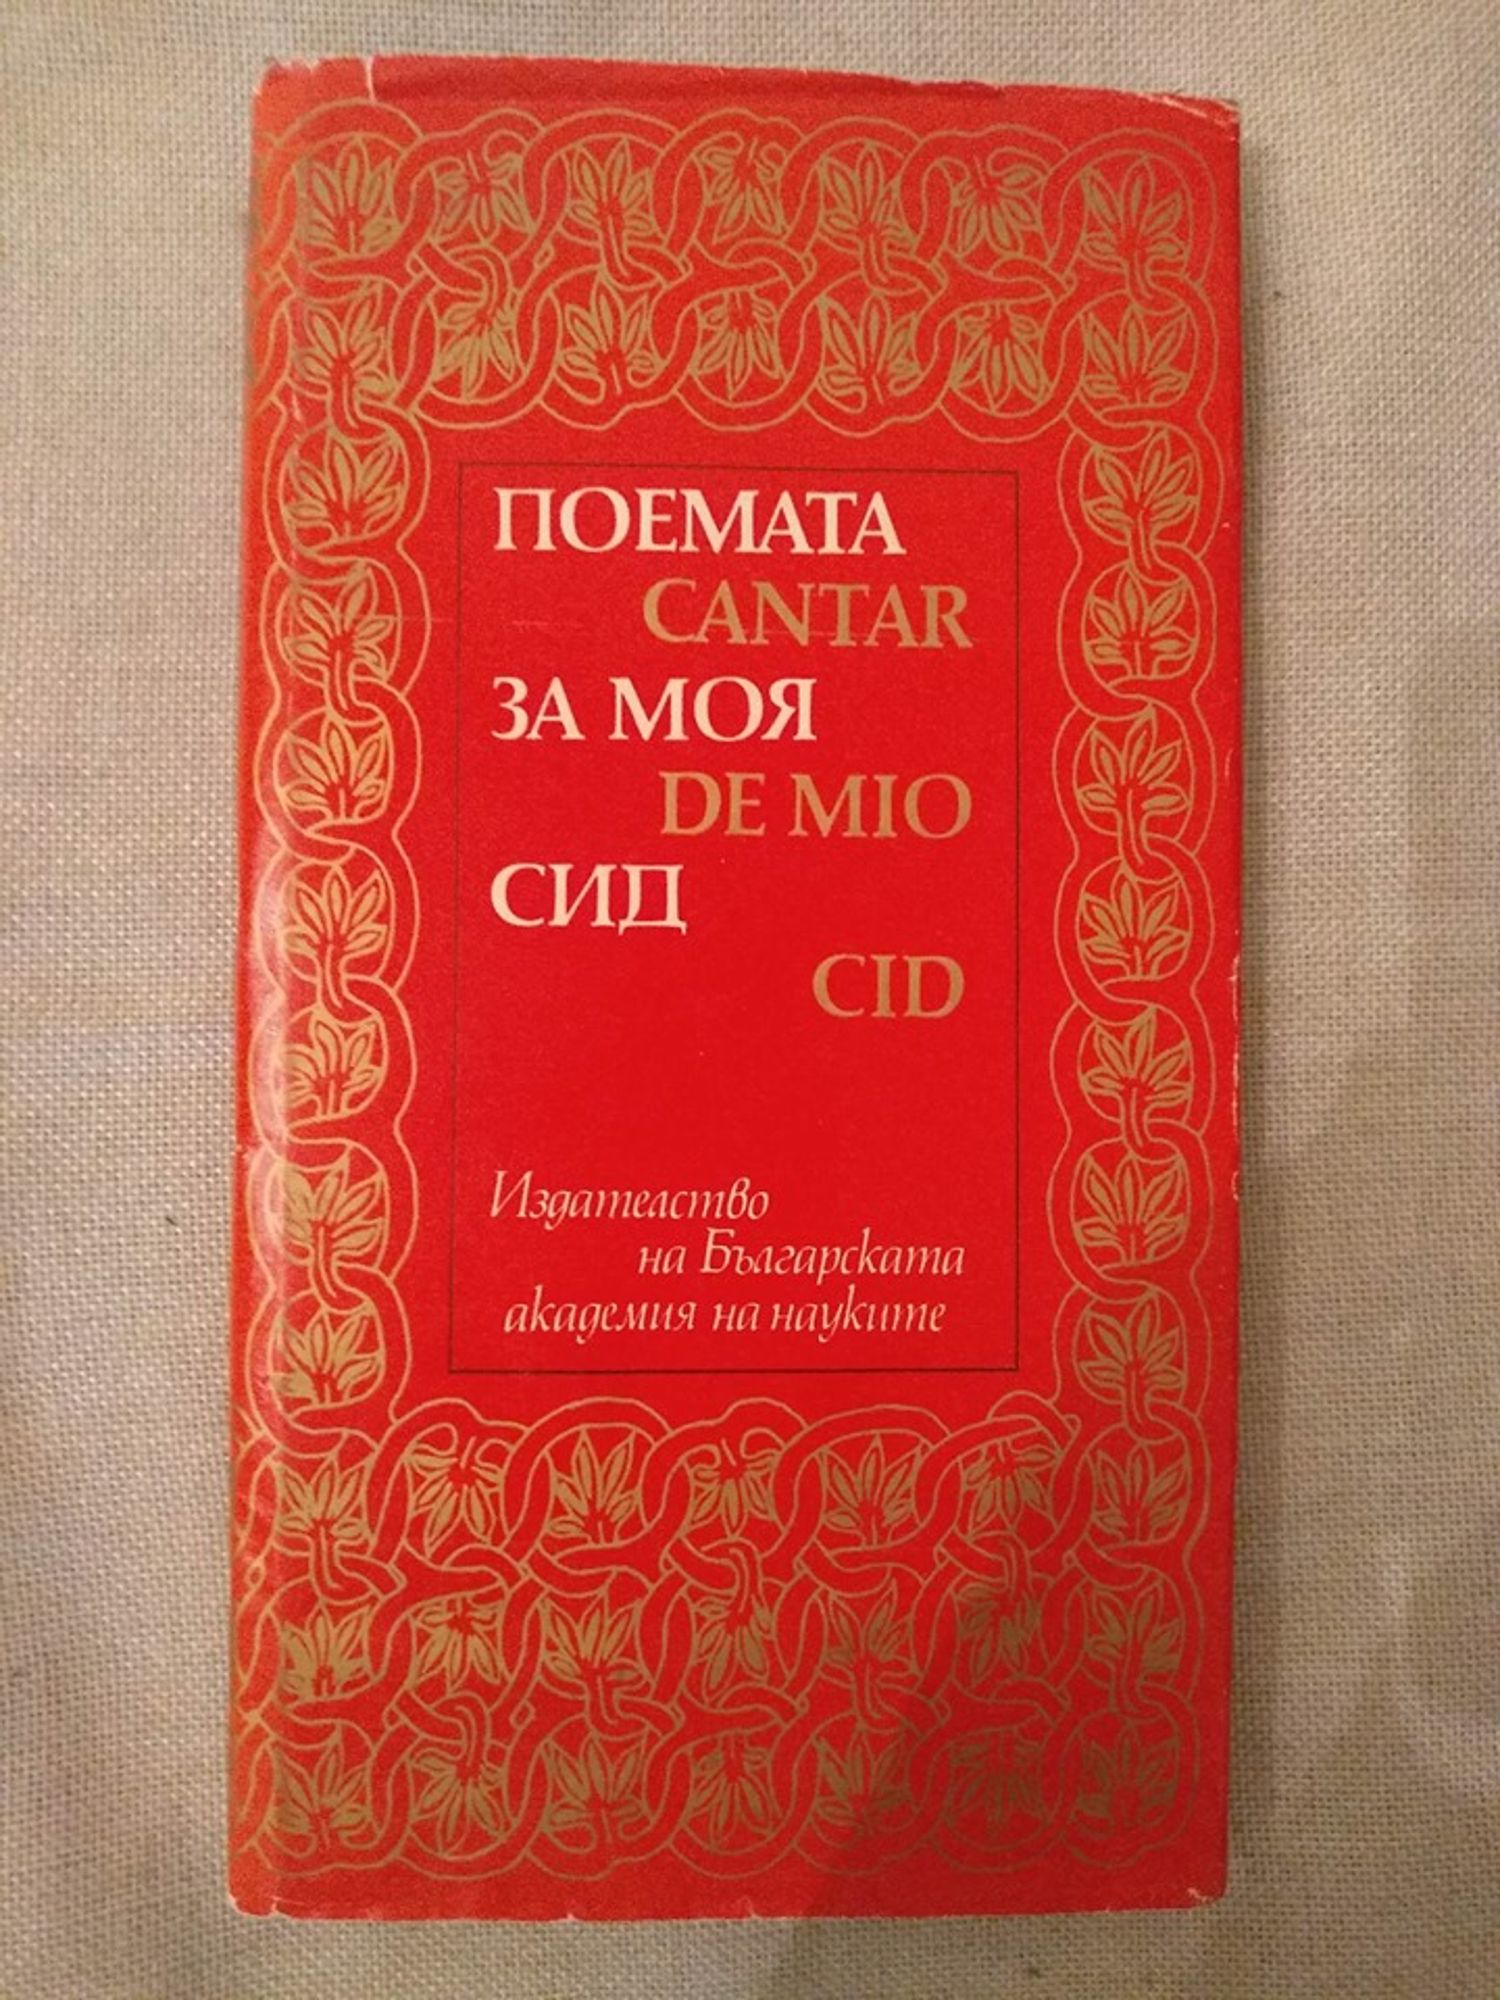 ПОЕМАТА
CANTAR
ЗА МОЯ
DE MIO
СИД
CID
Издателство
на Българската
академия на науките